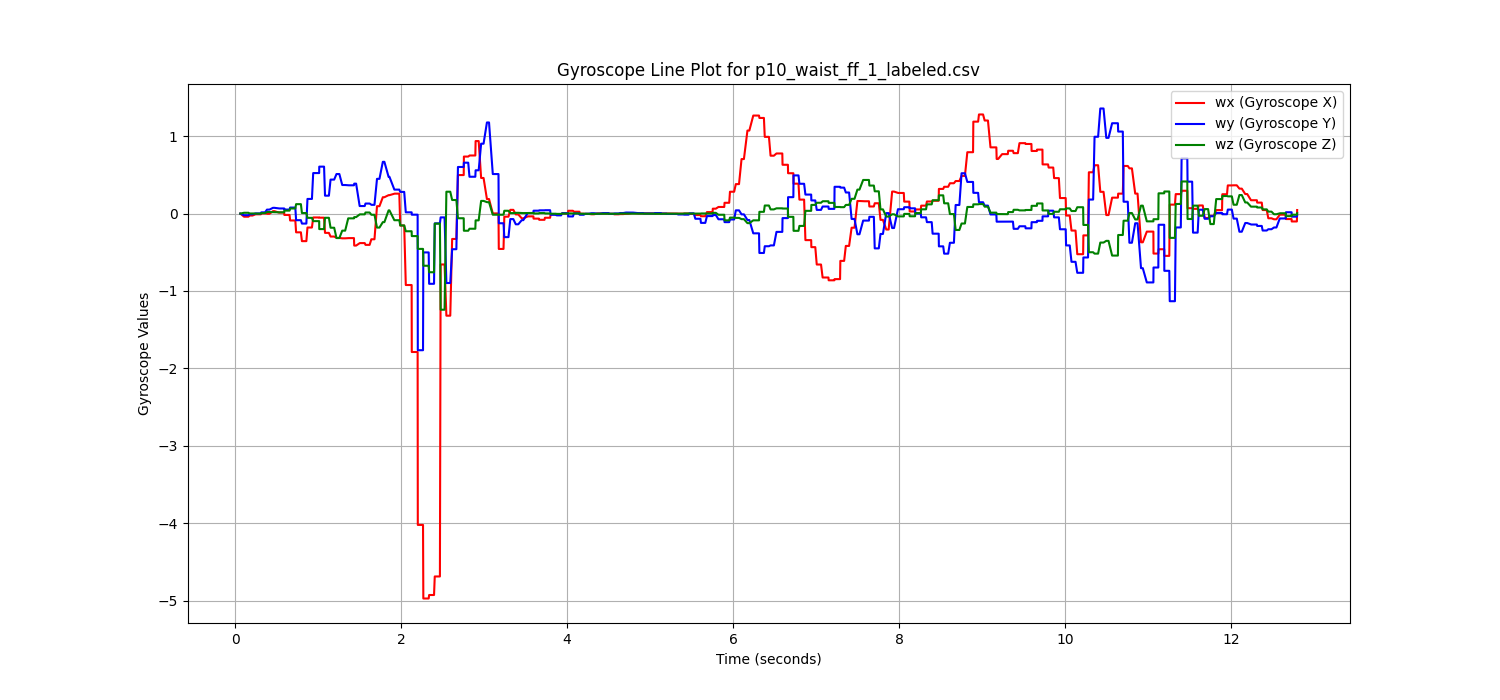 Gyroscope Line Plot for p10_waist_ff_1_labeled.csv
wx (Gyroscope X)
wy (Gyroscope Y)
wz (Gyroscope Z)
Gyroscope Values
1
0
−1
−2
−3
−4
−5
0 2 4 6 8 10 12
Time (seconds)